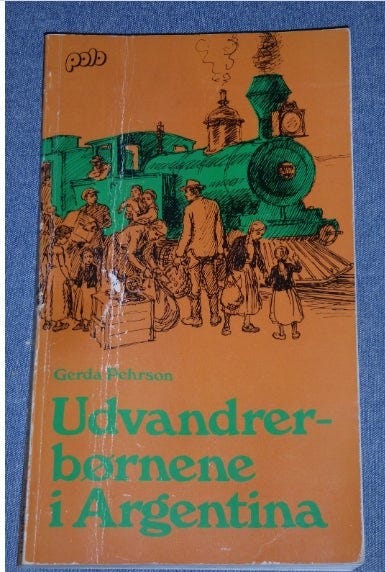 polo
Gerda Pehrson
Udvandrer-
børnene
i Argentina